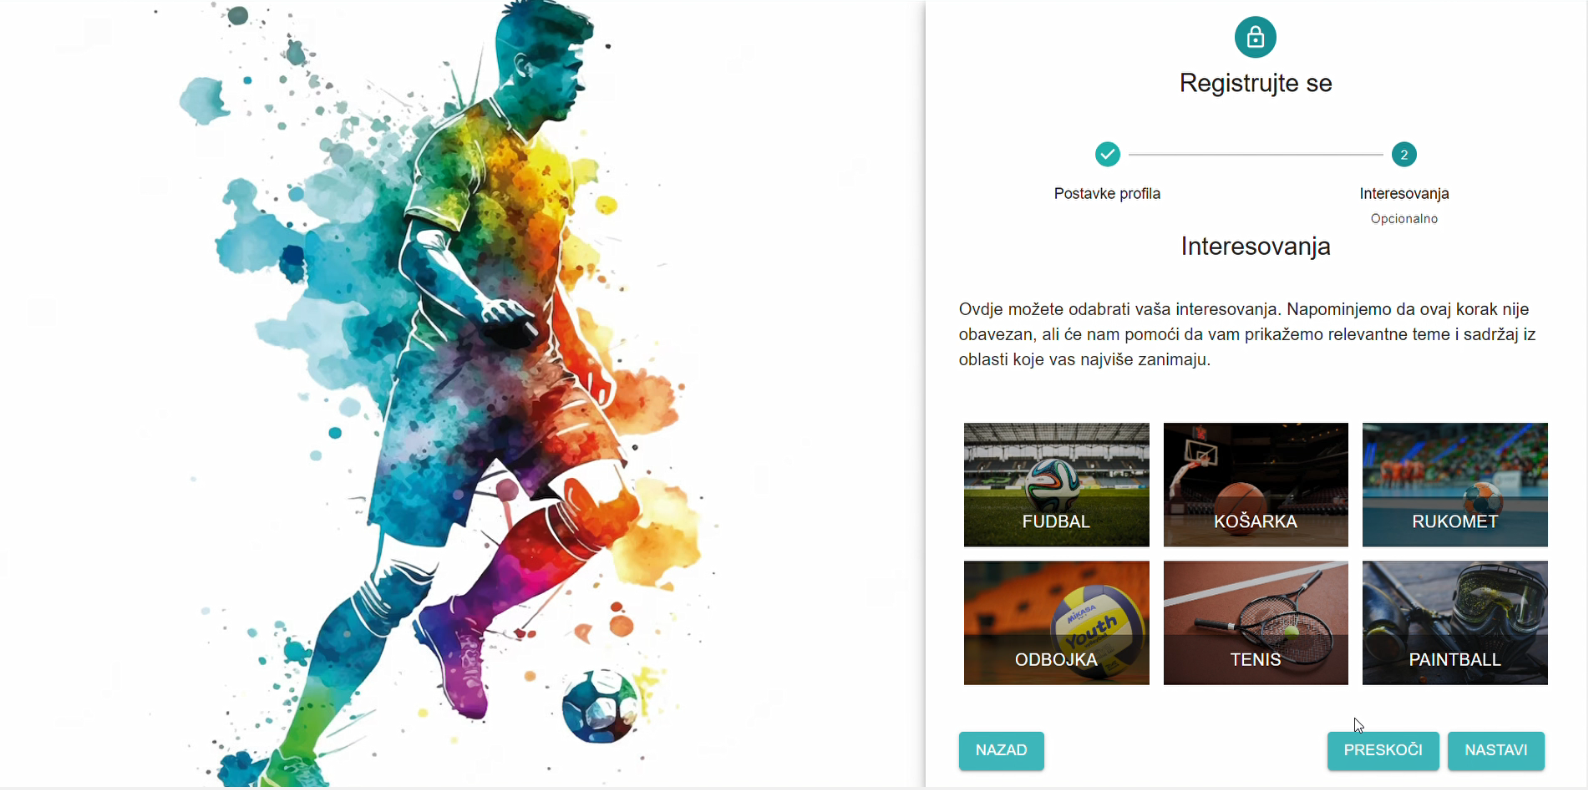 Registrujte se
2
Postavke profila
Interesovanja
Opcionalno
Interesovanja
Ovdje možete odabrati vaša interesovanja. Napominjemo da ovaj korak nije
obavezan, ali će nam pomoći da vam prikažemo relevantne teme i sadržaj iz
oblasti koje vas najviše zanimaju.
FUDBAL
KOŠARKA
RUKOMET
MIKASA
Youth
ODBOJKA
TENIS
PAINTBALL
NAZAD
PRESKOČI
NASTAVI